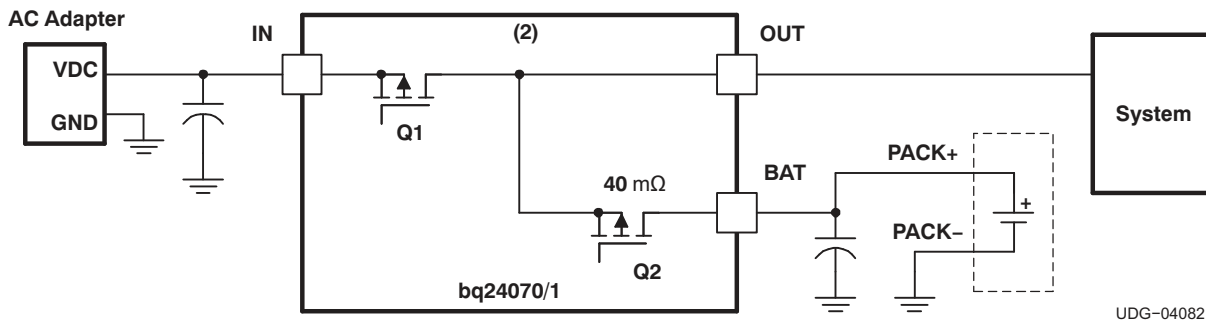 AC Adapter
VDC
GND
IN
(2)
OUT
Q1
System
PACK+
BAT
40 mΩ
+
PACK−
Q2
bq24070/1
UDG−04082